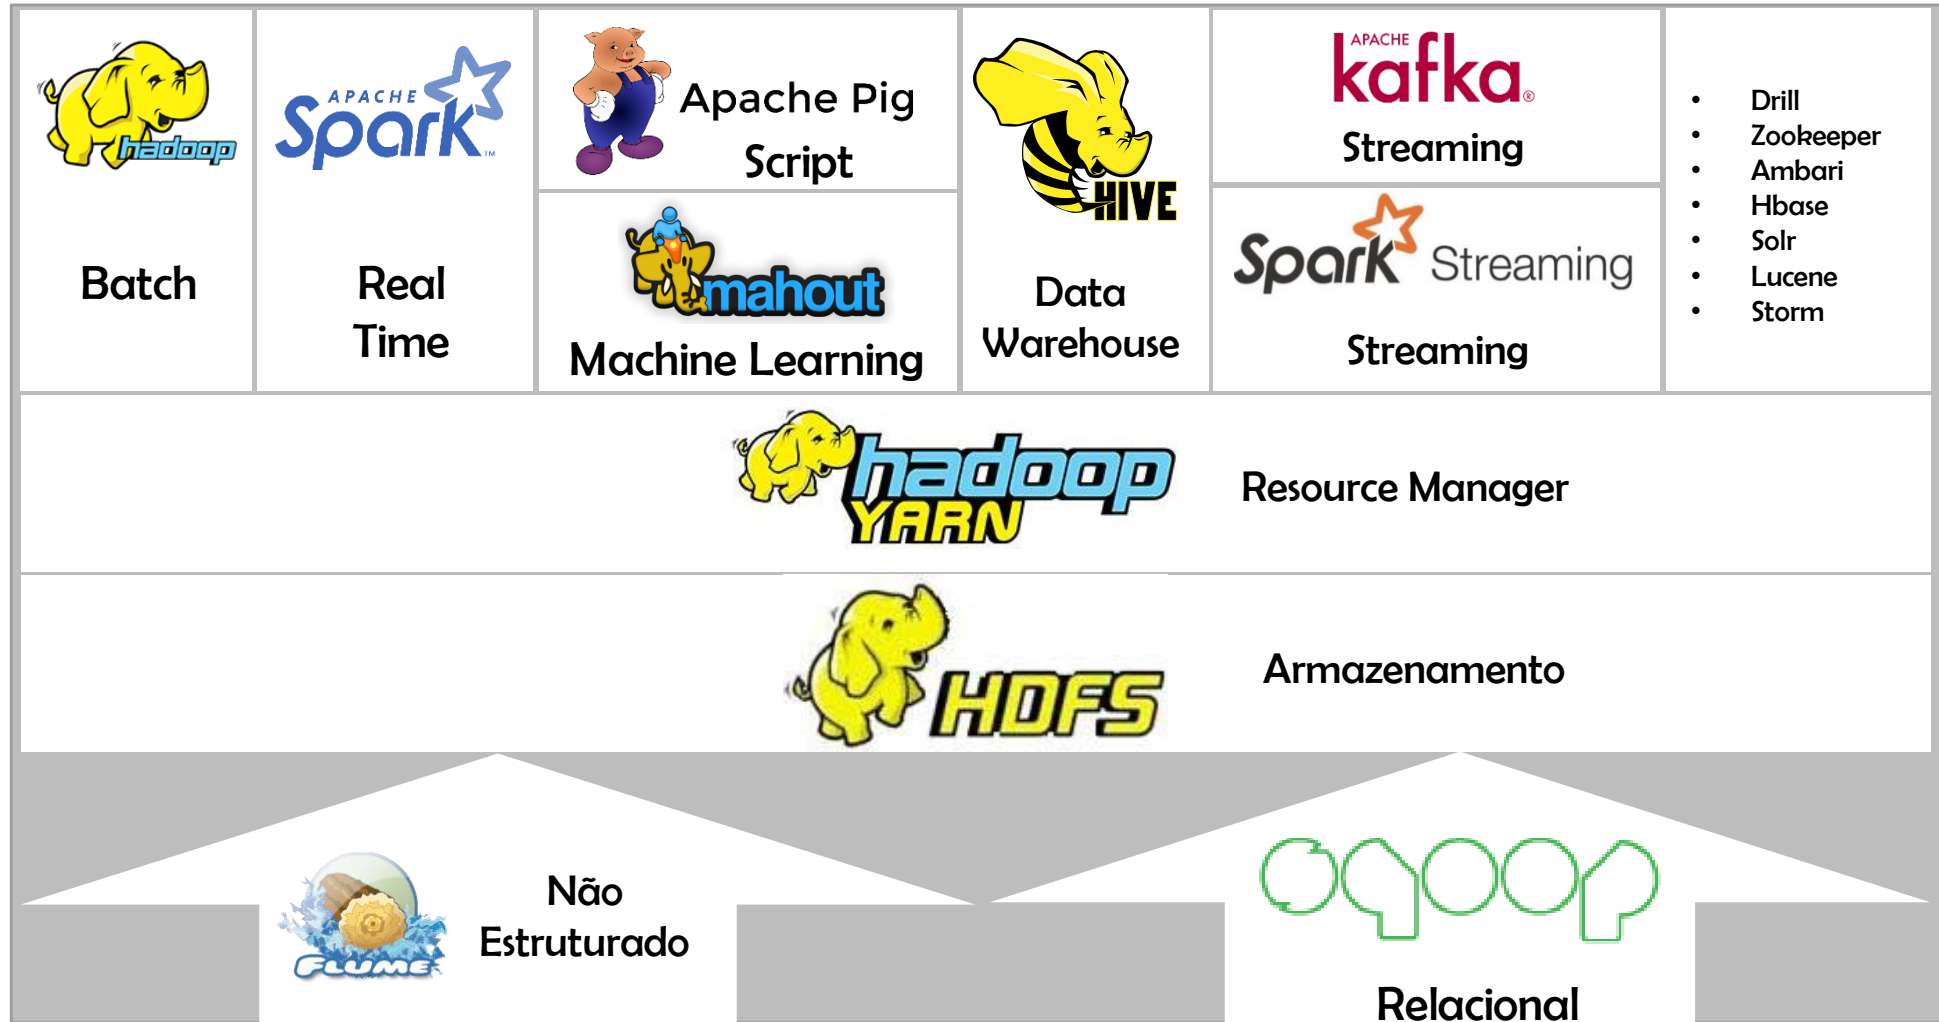 hadoop
Batch
APACHE
Spark™
Real
Time
Apache Pig
Script
mahout
Machine Learning
HIVE
Data
Warehouse
APACHE
kafka®
Streaming
Spark Streaming
Streaming
• Drill
• Zookeeper
• Ambari
• Hbase
• Solr
• Lucene
• Storm
hadoop
YARN
Resource Manager
HDFS
Armazenamento
FLUME
Não
Estruturado
sqoop
Relacional